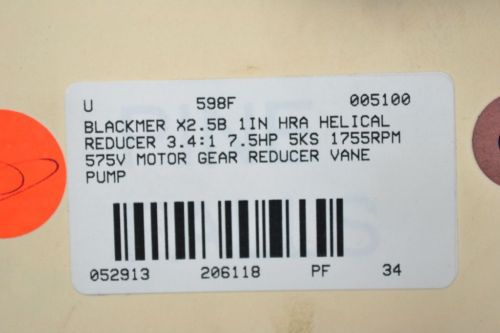 U 598F 005100
BLACKMER X2.5B 1IN HRA HELICAL
REDUCER 3.4:1 7.5HP 5KS 1755RPM
575V MOTOR GEAR REDUCER VANE
PUMP
052913 206118 PF 34